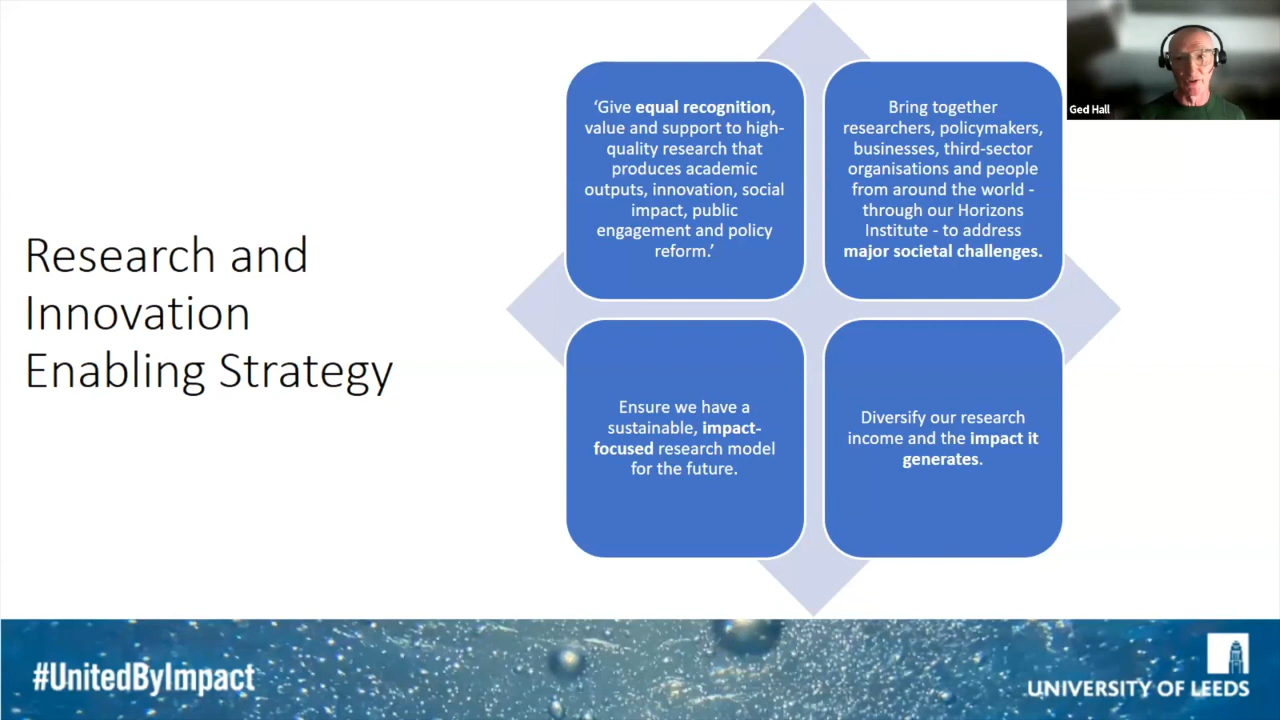 Research and
Innovation
Enabling Strategy
‘Give equal recognition,
value and support to high-
quality research that
produces academic
outputs, innovation, social
impact, public
engagement and policy
reform.’
Bring together
researchers, policymakers,
businesses, third-sector
organisations and people
from around the world -
through our Horizons
Institute - to address
major societal challenges.
Ensure we have a
sustainable, impact-
focused research model
for the future.
Diversify our research
income and the impact it
generates.
Ged Hall
#UnitedByImpact
UNIVERSITY OF LEEDS